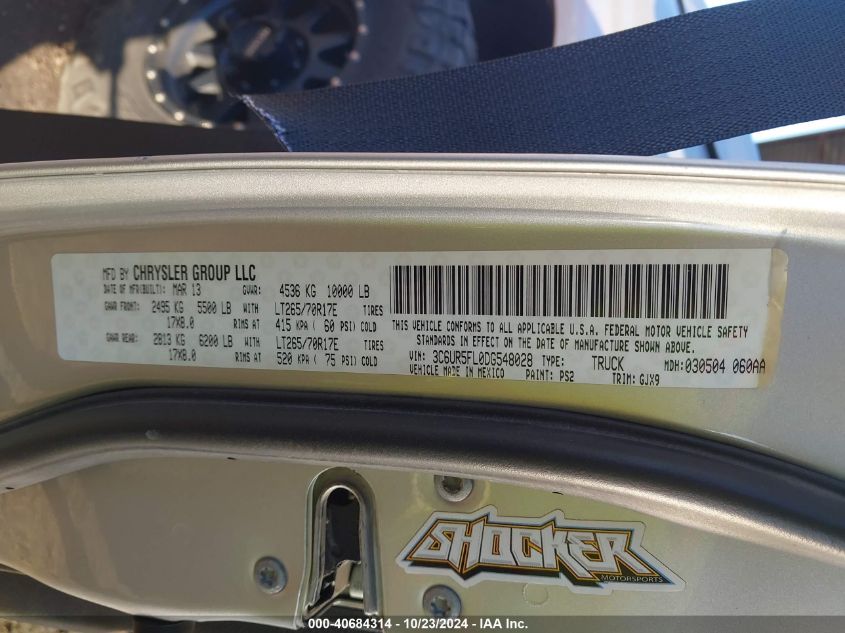 MFD BY CHRYSLER GROUP LLC
DATE OF MFR(BUILT): MAR 13 GVWR: 4536 KG 10000 LB
GAWR FRONT: 2495 KG 5500 LB WITH LT265/70R17E TIRES
17X8.0 RIMS AT 415 KPA ( 60 PSI) COLD
GAWR REAR: 2813 KG 6200 LB WITH LT265/70R17E TIRES
17X8.0 RIMS AT 520 KPA ( 75 PSI) COLD
THIS VEHICLE CONFORMS TO ALL APPLICABLE U.S.A. FEDERAL MOTOR VEHICLE SAFETY
STANDARDS IN EFFECT ON THE DATE OF MANUFACTURE SHOWN ABOVE.
VIN: 3C6UR5FL0DG548028 TYPE: TRUCK MDH: 030504 060AA
VEHICLE MADE IN MEXICO PAINT: PS2 TRIM: GJX9
SHOCKER
MOTORSPORTS
000-40684314 - 10/23/2024 - IAA Inc.